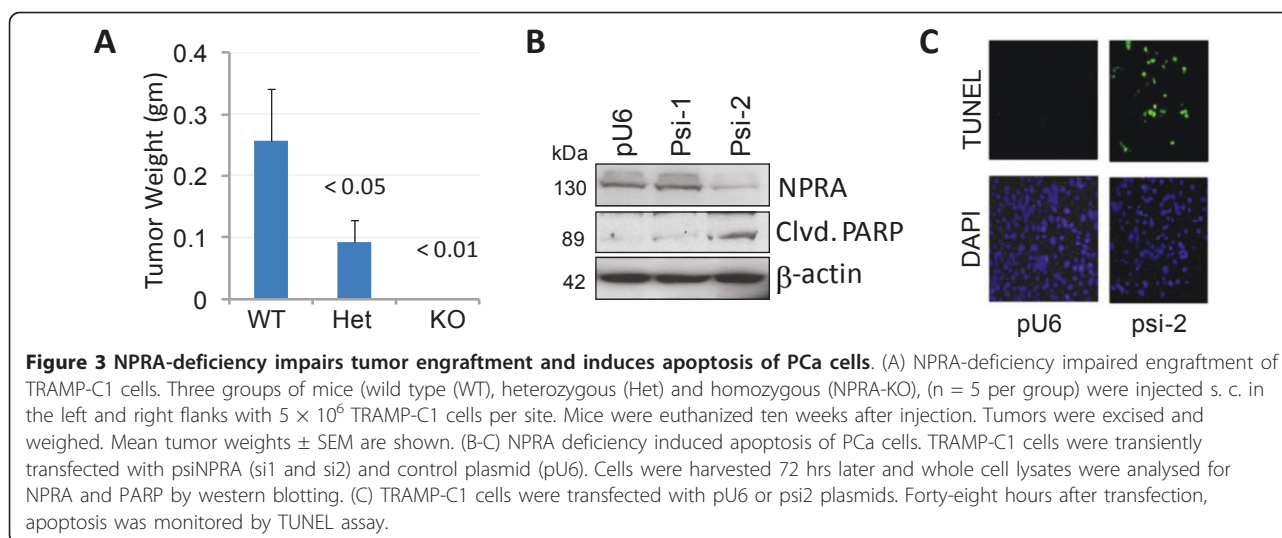 A
Tumor Weight (gm)
0.4
0.3
0.2
0.1
0
< 0.05
< 0.01
WT Het KO
B
pU6 Psi-1 Psi-2
kDa
130 NPRA
89 Clvd. PARP
42 β-actin
C
TUNEL
DAPI
pU6 psi-2
Figure 3 NPRA-deficiency impairs tumor engraftment and induces apoptosis of PCa cells. (A) NPRA-deficiency impaired engraftment of
TRAMP-C1 cells. Three groups of mice (wild type (WT), heterozygous (Het) and homozygous (NPRA-KO), (n = 5 per group) were injected s. c. in
the left and right flanks with 5 × 10⁶ TRAMP-C1 cells per site. Mice were euthanized ten weeks after injection. Tumors were excised and
weighed. Mean tumor weights ± SEM are shown. (B-C) NPRA deficiency induced apoptosis of PCa cells. TRAMP-C1 cells were transiently
transfected with psiNPRA (si1 and si2) and control plasmid (pU6). Cells were harvested 72 hrs later and whole cell lysates were analysed for
NPRA and PARP by western blotting. (C) TRAMP-C1 cells were transfected with pU6 or psi2 plasmids. Forty-eight hours after transfection,
apoptosis was monitored by TUNEL assay.